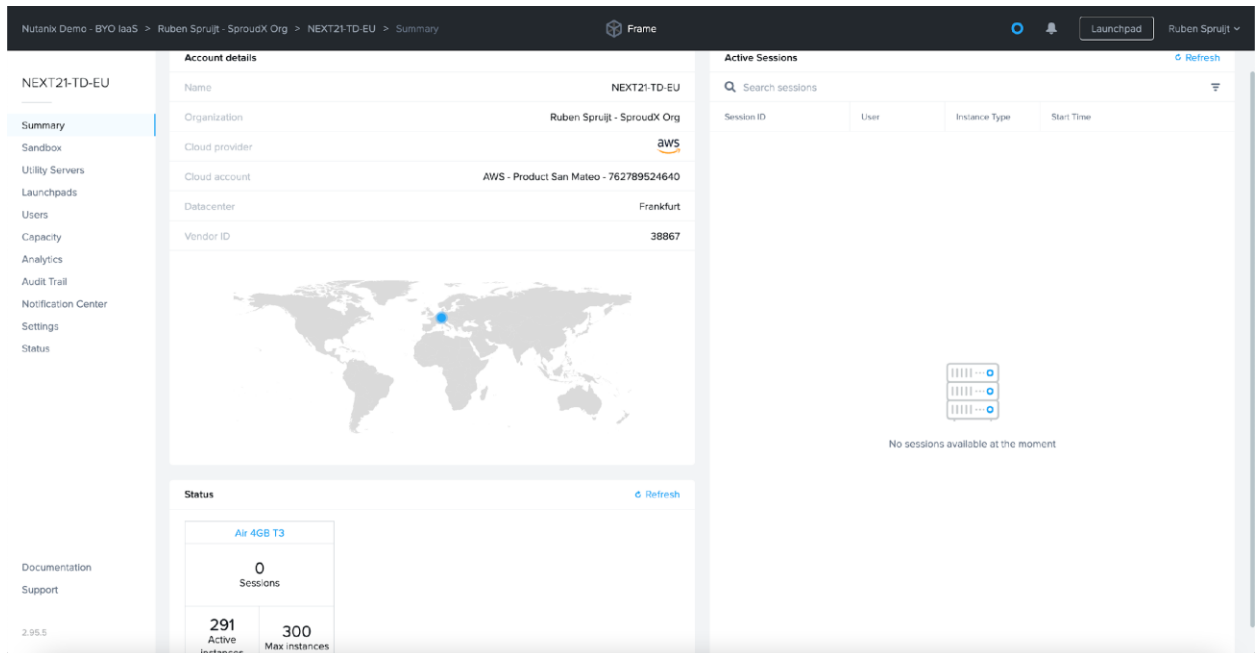 Nutanix Demo - BYO IaaS > Ruben Spruijt - SproudX Org > NEXT21-TD-EU > Summary
Frame
Launchpad
Ruben Spruijt
NEXT21-TD-EU
Summary
Sandbox
Utility Servers
Launchpads
Users
Capacity
Analytics
Audit Trail
Notification Center
Settings
Status
Documentation
Support
2.95.5
Account details
Name NEXT21-TD-EU
Organization Ruben Spruijt - SproudX Org
Cloud provider aws
Cloud account AWS - Product San Mateo - 762789524640
Datacenter Frankfurt
Vendor ID 38867
Status Refresh
Air 4GB T3
0
Sessions
291
Active
instances
300
Max instances
Active Sessions Refresh
Search sessions
Session ID User Instance Type Start Time
No sessions available at the moment